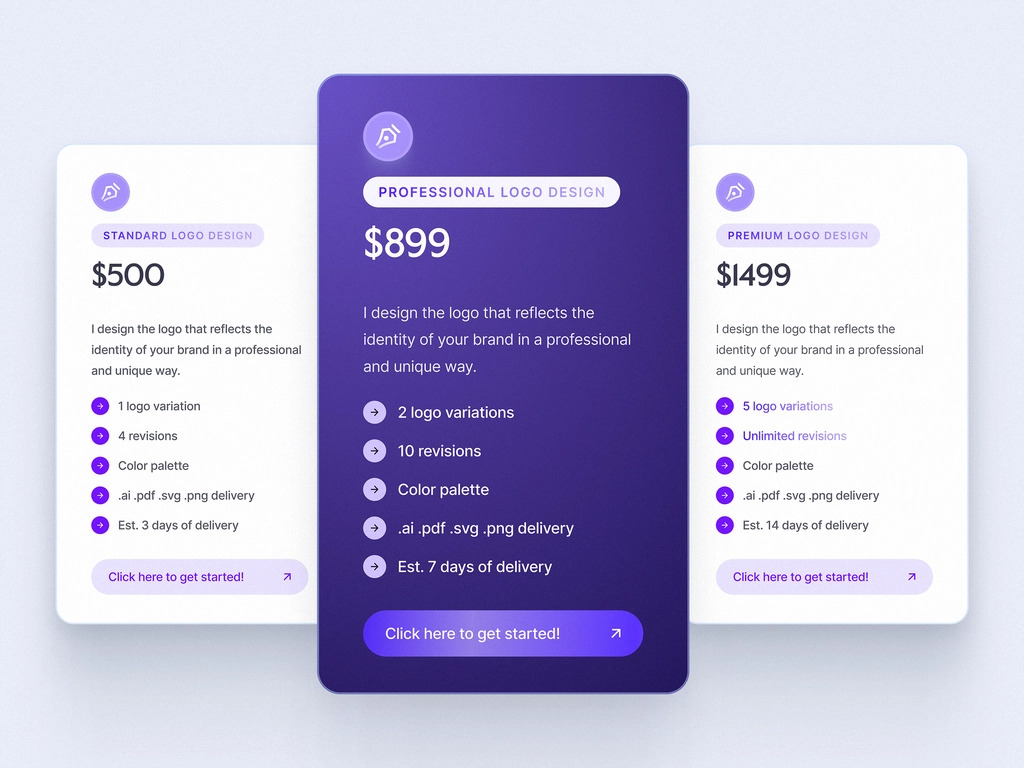 STANDARD LOGO DESIGN
$500
I design the logo that reflects the
identity of your brand in a professional
and unique way.
1 logo variation
4 revisions
Color palette
.ai .pdf .svg .png delivery
Est. 3 days of delivery
Click here to get started!
PROFESSIONAL LOGO DESIGN
$899
I design the logo that reflects the
identity of your brand in a professional
and unique way.
2 logo variations
10 revisions
Color palette
.ai .pdf .svg .png delivery
Est. 7 days of delivery
Click here to get started!
PREMIUM LOGO DESIGN
$1499
I design the logo that reflects the
identity of your brand in a professional
and unique way.
5 logo variations
Unlimited revisions
Color palette
.ai .pdf .svg .png delivery
Est. 14 days of delivery
Click here to get started!